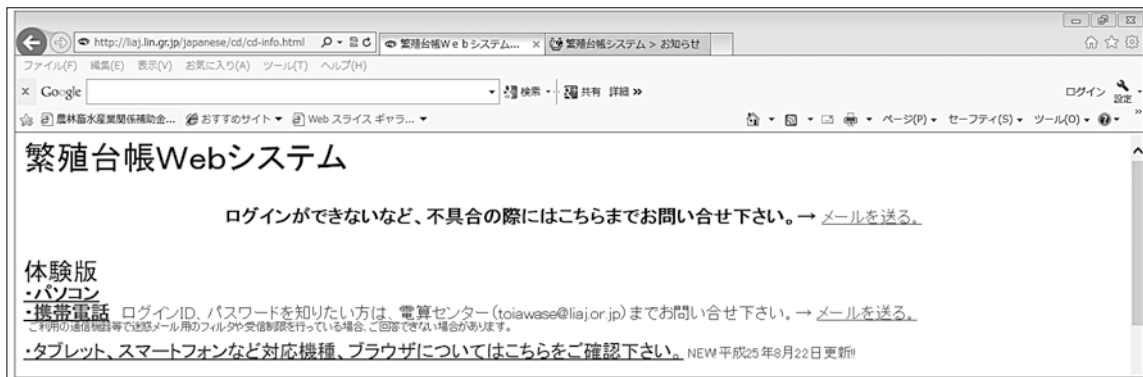 http://liaj.lin.gr.jp/japanese/cd/cd-info.html
繁殖台帳Webシステム...
繁殖台帳システム > お知らせ
ファイル(F) 編集(E) 表示(V) お気に入り(A) ツール(T) ヘルプ(H)
Google 検索 共有 詳細 » ログイン 設定
農林畜水産業関係補助金... おすすめサイト▼ Web スライス ギャラ...▼ ページ(P)▼ セーフティ(S)▼ ツール(O)▼
繁殖台帳Webシステム
ログインができないなど、不具合の際にはこちらまでお問い合せ下さい。→ メールを送る。
体験版
・パソコン
・携帯電話 ログインID、パスワードを知りたい方は、電算センター(toiawase@liaj.or.jp)までお問い合せ下さい。→ メールを送る。
ご利用の通信機器等で迷惑メール用のフィルタや受信制限を行っている場合、ご回答できない場合があります。
・タブレット、スマートフォンなど対応機種、ブラウザについてはこちらをご確認下さい。 NEW 平成25年8月22日更新!!